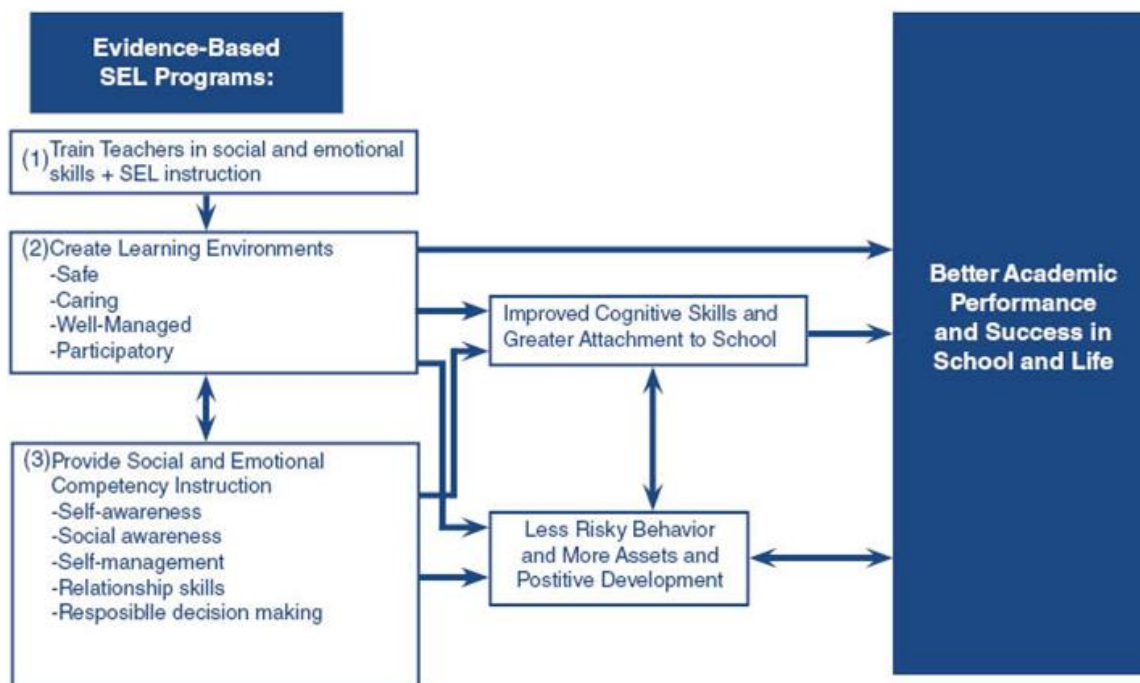 Evidence-Based
SEL Programs:
(1) Train Teachers in social and emotional
skills + SEL instruction
(2) Create Learning Environments
-Safe
-Caring
-Well-Managed
-Participatory
(3) Provide Social and Emotional
Competency Instruction
-Self-awareness
-Social awareness
-Self-management
-Relationship skills
-Resposiblle decision making
Improved Cognitive Skills and
Greater Attachment to School
Less Risky Behavior
and More Assets and
Postitive Development
Better Academic
Performance
and Success in
School and Life